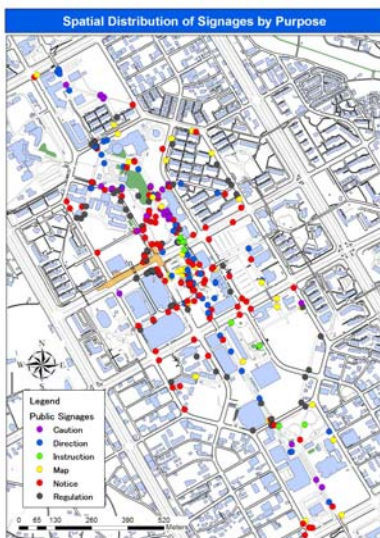 Spatial Distribution of Signages by Purpose
N
W E
S
Legend
Public Signages
Caution
Direction
Instruction
Map
Notice
Regulation
0 65 130 260 390 520
Meters